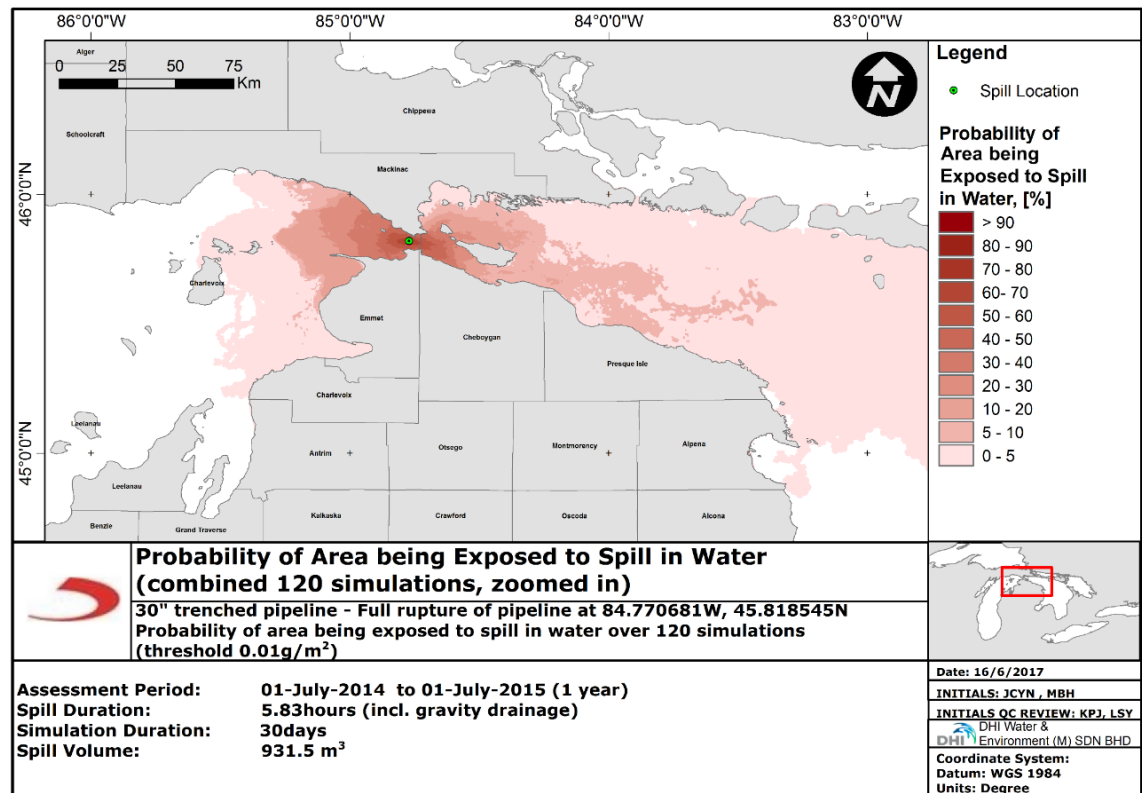 86°0'0"W 85°0'0"W 84°0'0"W 83°0'0"W
46°0'0"N
45°0'0"N
0 25 50 75
Km
N
Alger
Schoolcraft
Chippewa
Mackinac
Charlevoix
Emmet
Cheboygan
Presque Isle
Charlevoix
Leelanau
Antrim
Otsego
Montmorency
Alpena
Leelanau
Benzie
Grand Traverse
Kalkaska
Crawford
Oscoda
Alcona
Legend
Spill Location
Probability of
Area being
Exposed to Spill
in Water, [%]
> 90
80 - 90
70 - 80
60 - 70
50 - 60
40 - 50
30 - 40
20 - 30
10 - 20
5 - 10
0 - 5
Probability of Area being Exposed to Spill in Water
(combined 120 simulations, zoomed in)
30" trenched pipeline - Full rupture of pipeline at 84.770681W, 45.818545N
Probability of area being exposed to spill in water over 120 simulations
(threshold 0.01g/m²)
Assessment Period: 01-July-2014 to 01-July-2015 (1 year)
Spill Duration: 5.83hours (incl. gravity drainage)
Simulation Duration: 30days
Spill Volume: 931.5 m³
Date: 16/6/2017
INITIALS: JCYN , MBH
INITIALS QC REVIEW: KPJ, LSY
DHI
DHI Water &
Environment (M) SDN BHD
Coordinate System:
Datum: WGS 1984
Units: Degree